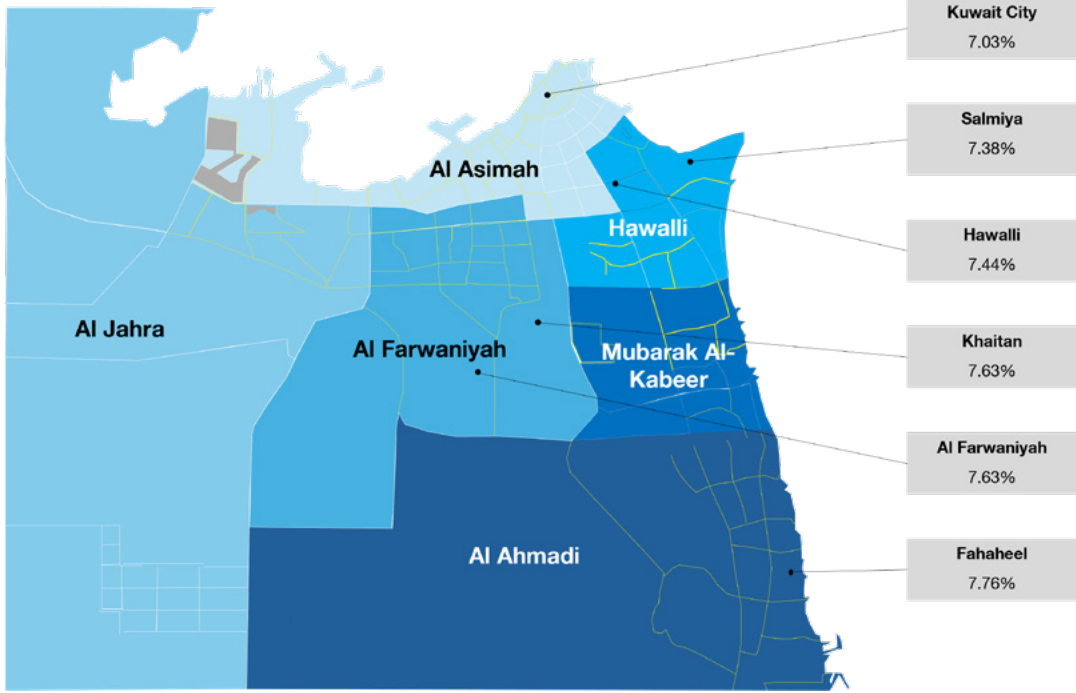 Kuwait City
7.03%
Salmiya
7.38%
Al Asimah
Hawalli
Hawalli
7.44%
Al Jahra
Al Farwaniyah
Mubarak Al-
Kabeer
Khaitan
7.63%
Al Farwaniyah
7.63%
Al Ahmadi
Fahaheel
7.76%